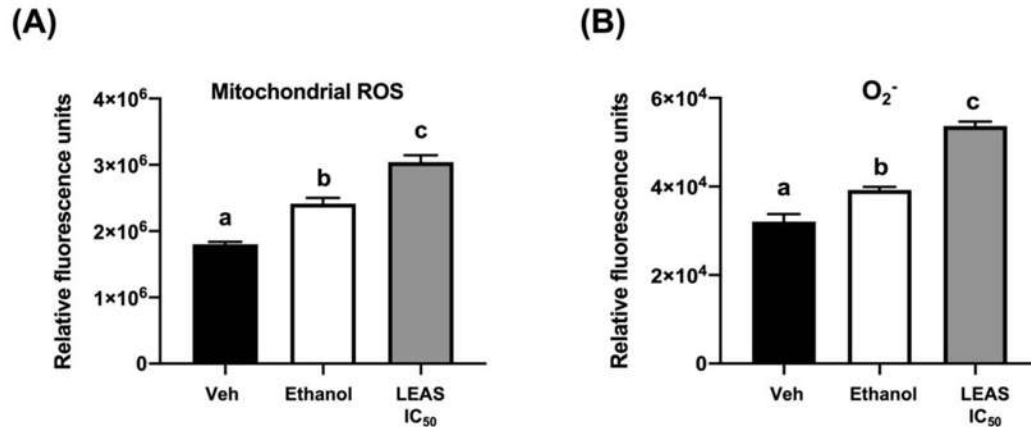 (A)
Mitochondrial ROS
Relative fluorescence units
4×10⁶
3×10⁶
2×10⁶
1×10⁶
0
a
b
c
Veh
Ethanol
LEAS
IC₅₀
(B)
O₂⁻
Relative fluorescence units
6×10⁴
4×10⁴
2×10⁴
0
a
b
c
Veh
Ethanol
LEAS
IC₅₀